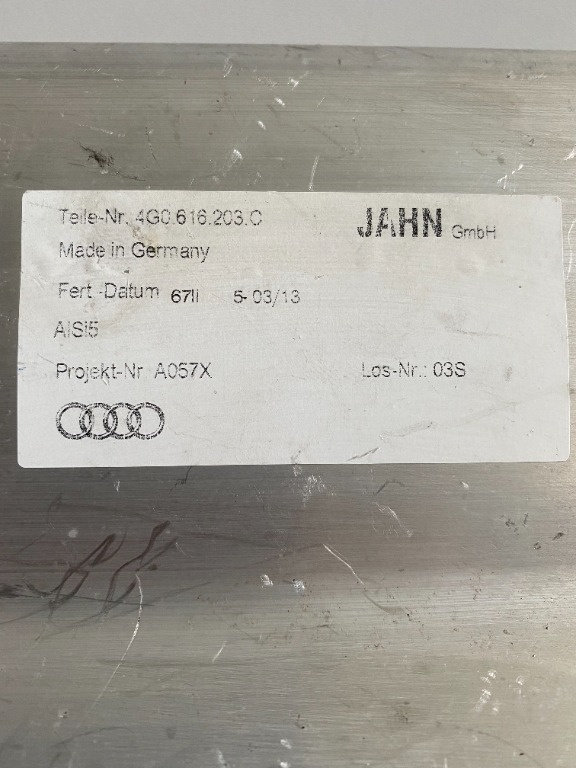 Teile-Nr. 4G0.616.203.C
JAHN GmbH
Made in Germany
Fert.-Datum 67II 5-03/13
AlSi5
Projekt-Nr A057X
Los-Nr.: 03S